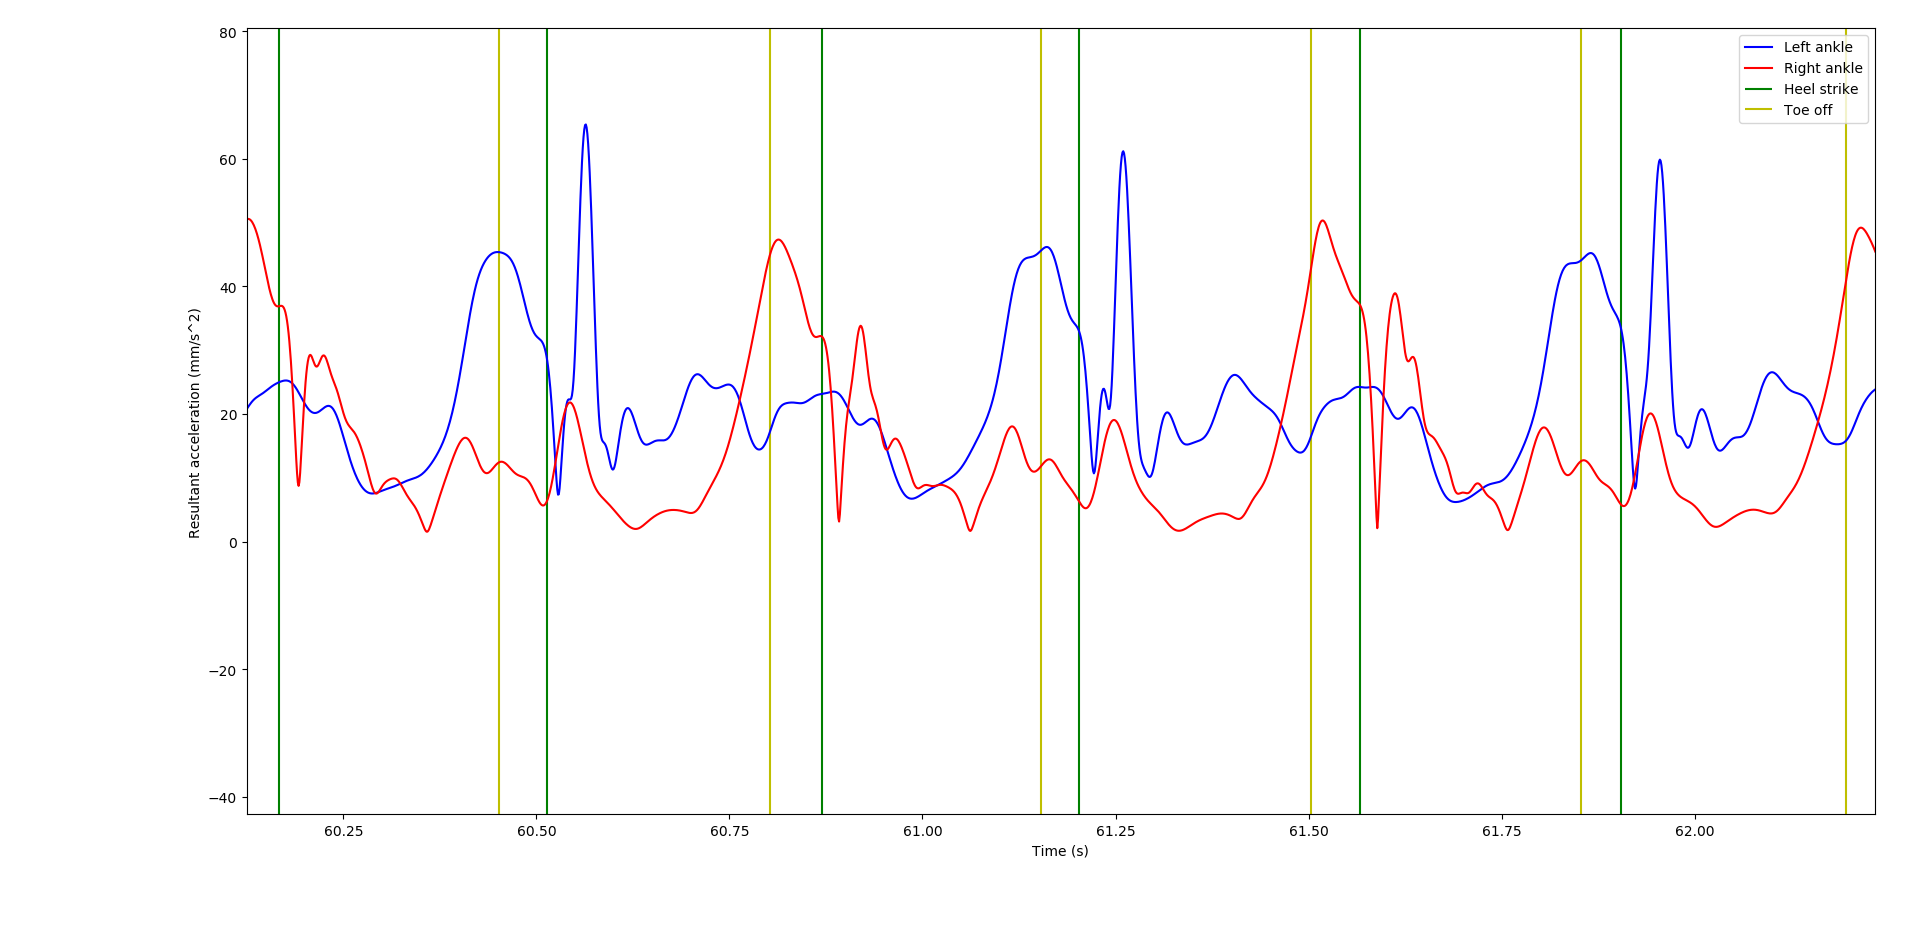 80
60
40
20
0
−20
−40
Resultant acceleration (mm/s^2)
Left ankle
Right ankle
Heel strike
Toe off
60.25 60.50 60.75 61.00 61.25 61.50 61.75 62.00
Time (s)